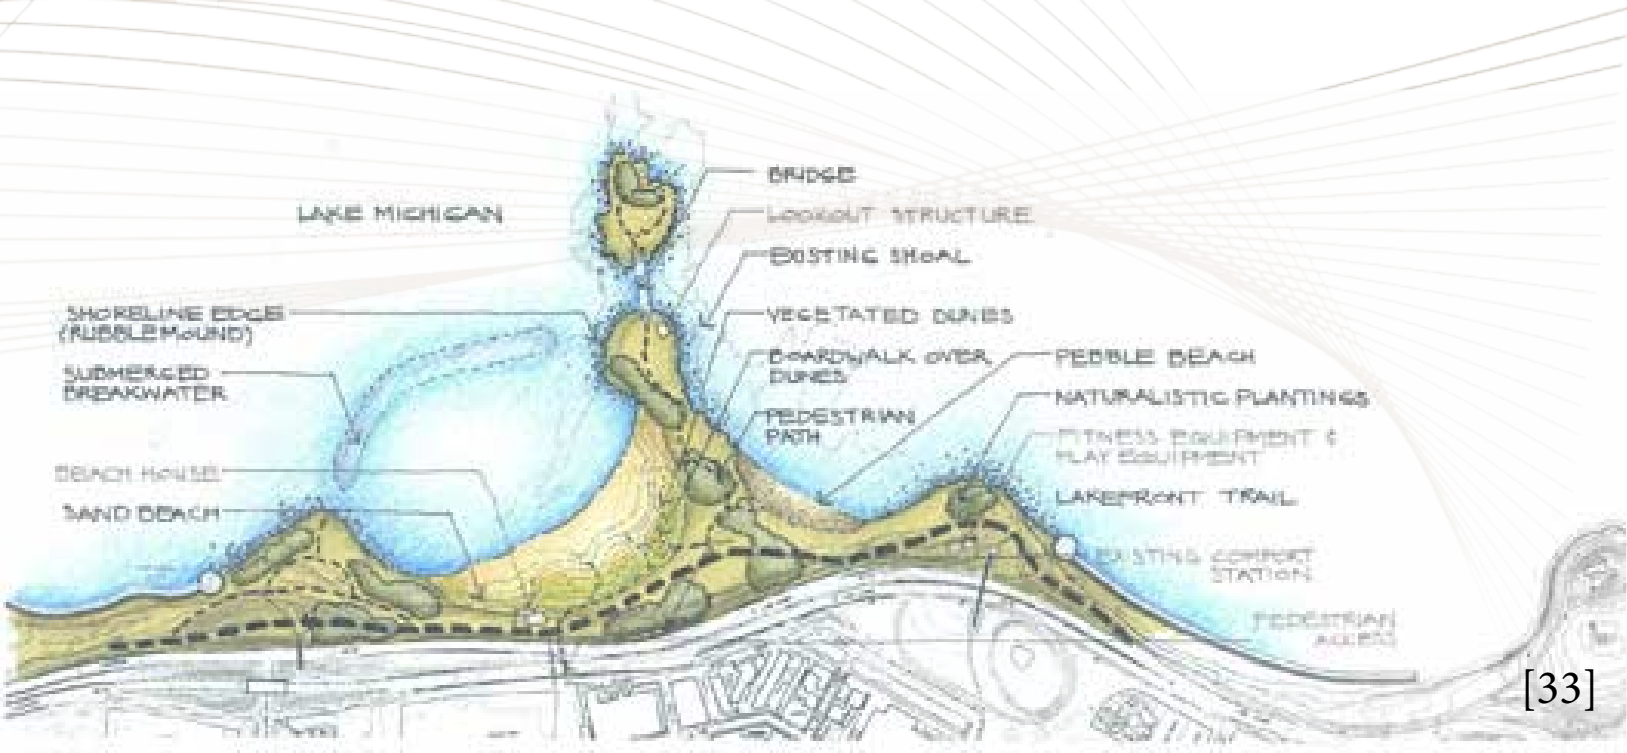 BRIDGE
LAKE MICHIGAN
LOOKOUT STRUCTURE
EXISTING SHOAL
SHORELINE EDGE
(RUBBLEMOUND)
VEGETATED DUNES
BOARDWALK OVER
DUNES
PEBBLE BEACH
SUBMERGED
BREAKWATER
NATURALISTIC PLANTINGS
PEDESTRIAN
PATH
FITNESS EQUIPMENT &
PLAY EQUIPMENT
BEACH HOUSE
LAKEFRONT TRAIL
SAND BEACH
EXISTING COMFORT
STATION
PEDESTRIAN
ACCESS
[33]